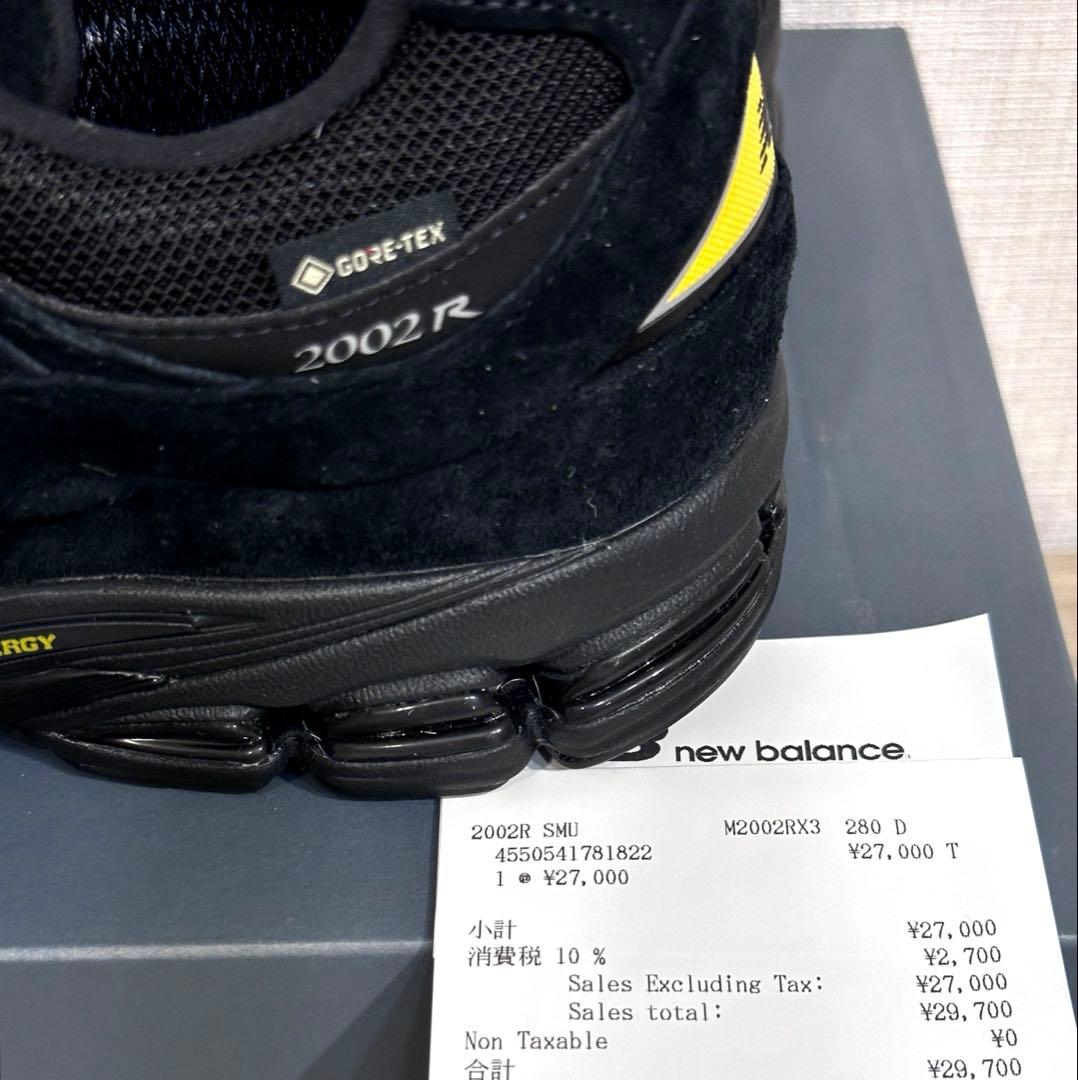 GORE-TEX
2002 R
ERGY
new balance
2002R SMU M2002RX3 280 D
4550541781822 ¥27,000 T
1 @ ¥27,000
小計 ¥27,000
消費税 10 % ¥2,700
Sales Excluding Tax: ¥27,000
Sales total: ¥29,700
Non Taxable ¥0
合計 ¥29,700